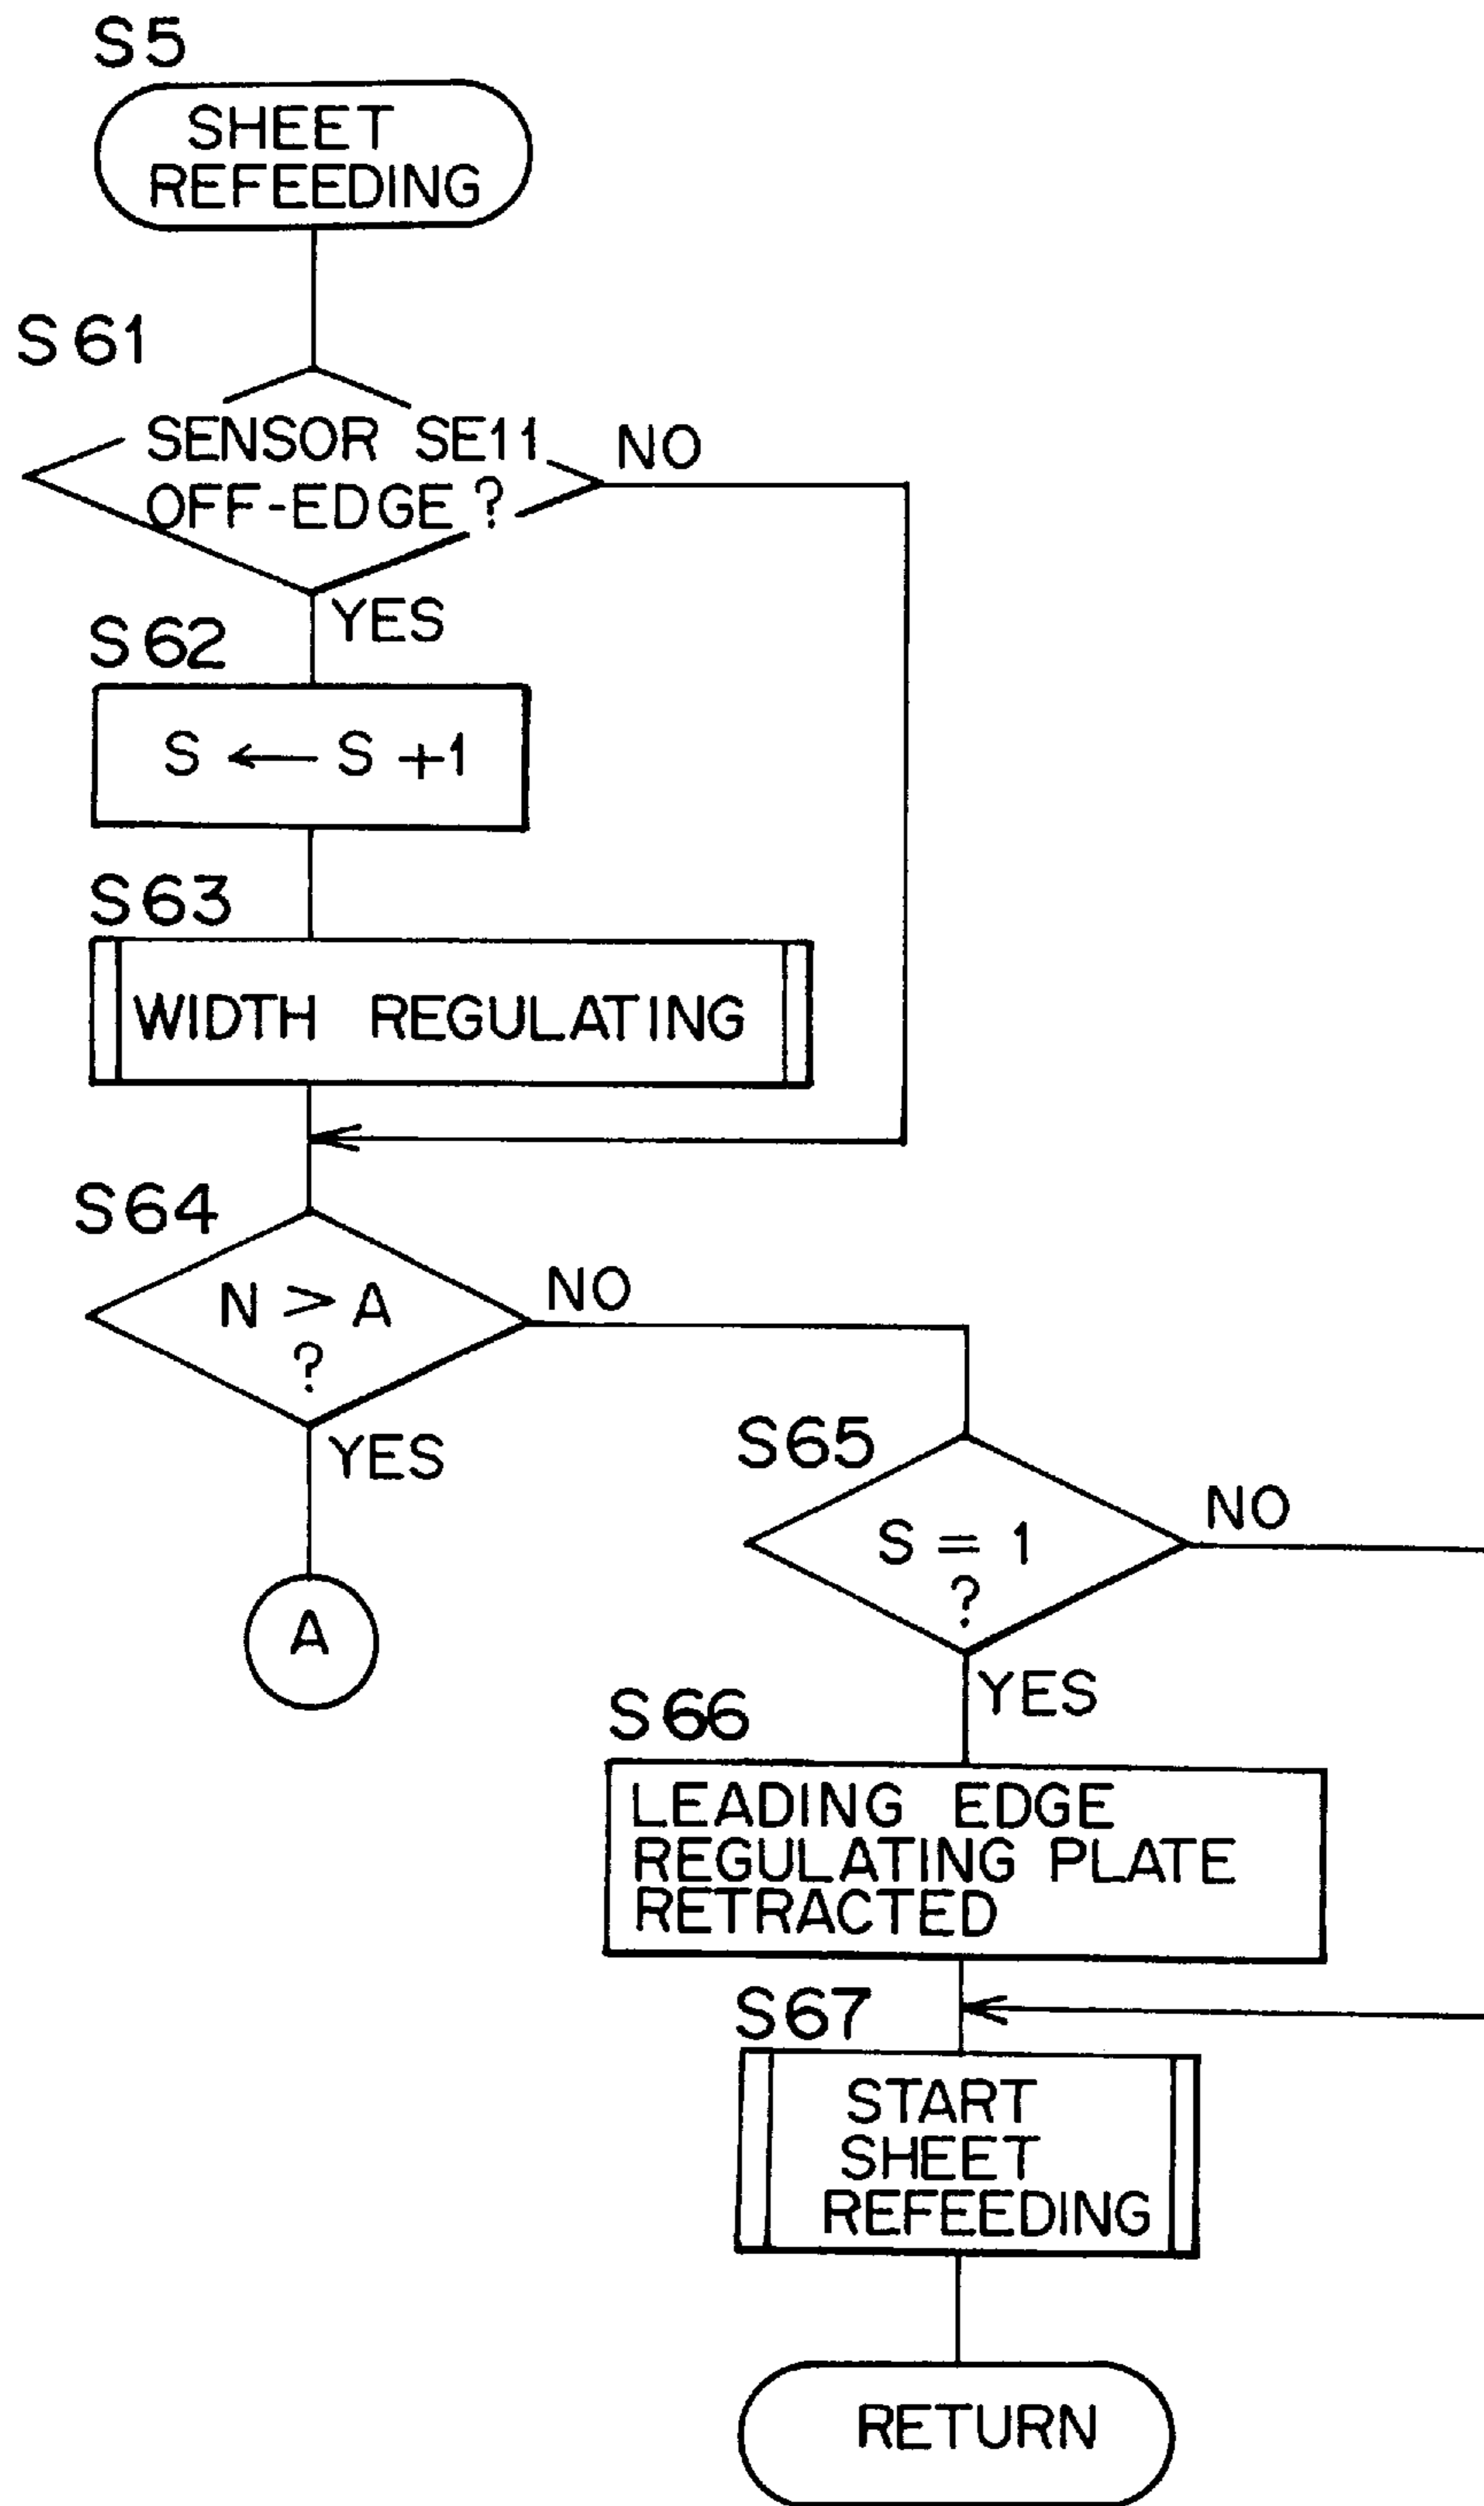 S5
SHEET
REFEEDING
S61
SENSOR SE11
OFF-EDGE ?
NO
YES
S62
S ← S +1
S63
WIDTH REGULATING
S64
N > A
?
NO
YES
A
S65
S = 1
?
NO
YES
S66
LEADING EDGE
REGULATING PLATE
RETRACTED
S67
START
SHEET
REFEEDING
RETURN